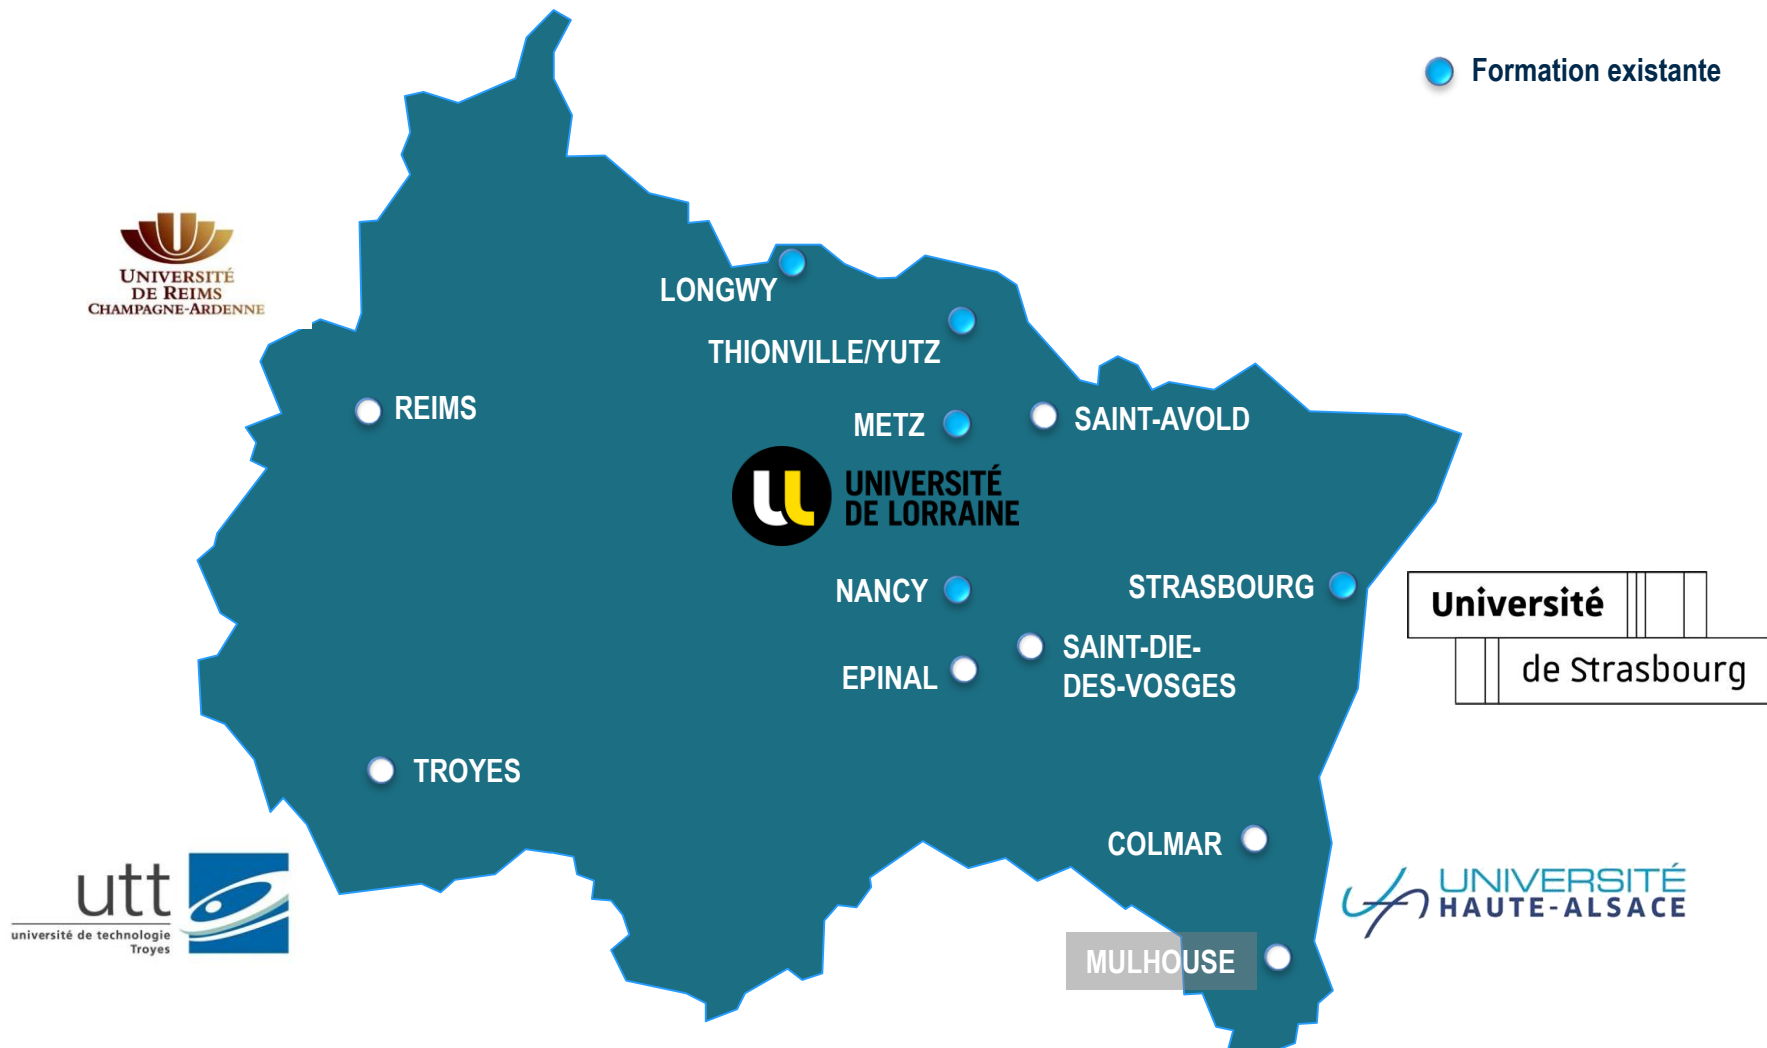 Formation existante
UNIVERSITÉ
DE REIMS
CHAMPAGNE-ARDENNE
LONGWY
THIONVILLE/YUTZ
REIMS
METZ
SAINT-AVOLD
UNIVERSITÉ
DE LORRAINE
NANCY
STRASBOURG
Université
de Strasbourg
SAINT-DIE-
DES-VOSGES
EPINAL
TROYES
COLMAR
utt
université de technologie
Troyes
UNIVERSITÉ
HAUTE-ALSACE
MULHOUSE